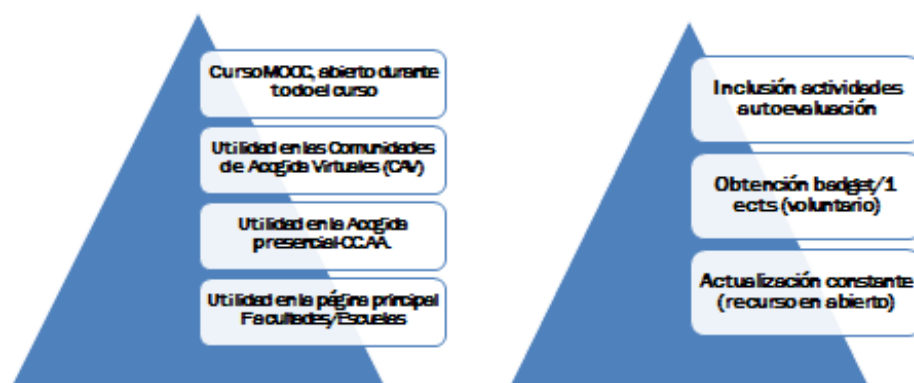 Curso MOOC, abierto durante
todo el curso
Utilidad en las Comunidades
de Acogida Virtuales (CAV)
Utilidad en la Acogida
presencial-CC.AA.
Utilidad en la página principal
Facultades/Escuelas
Inclusión actividades
autoevaluación
Obtención badget/1
ects (voluntario)
Actualización constante
(recurso en abierto)